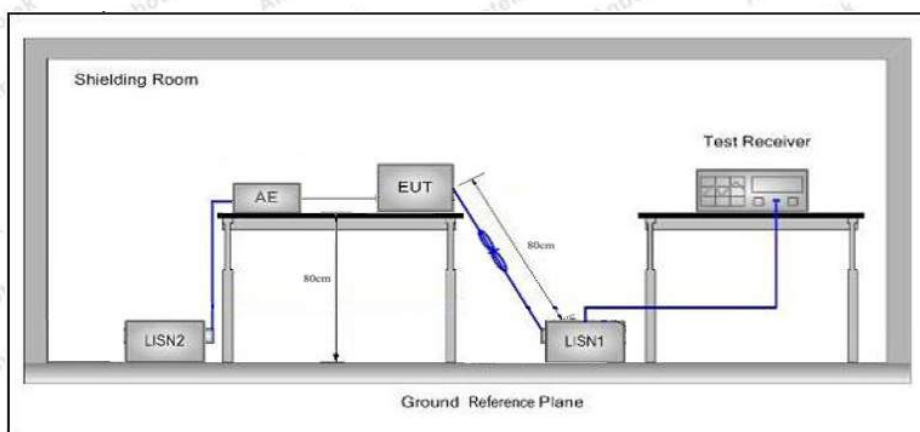 Shielding Room
Test Receiver
AE
EUT
80cm
80cm
LISN2
LISN1
Ground Reference Plane